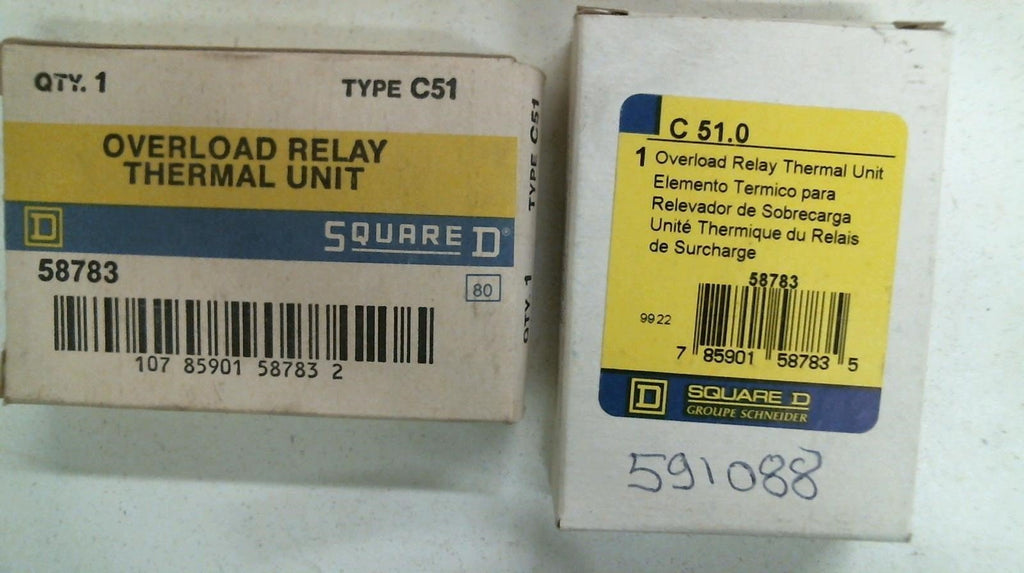 QTY. 1
TYPE C51
OVERLOAD RELAY
THERMAL UNIT
D
SQUARE D®
58783
80
107 85901 58783 2
TYPE C51
QTY 1
C 51.0
1 Overload Relay Thermal Unit
Elemento Termico para
Relevador de Sobrecarga
Unité Thermique du Relais
de Surcharge
58783
99.22
7 85901 58783 5
D
SQUARE D
GROUPE SCHNEIDER
591088